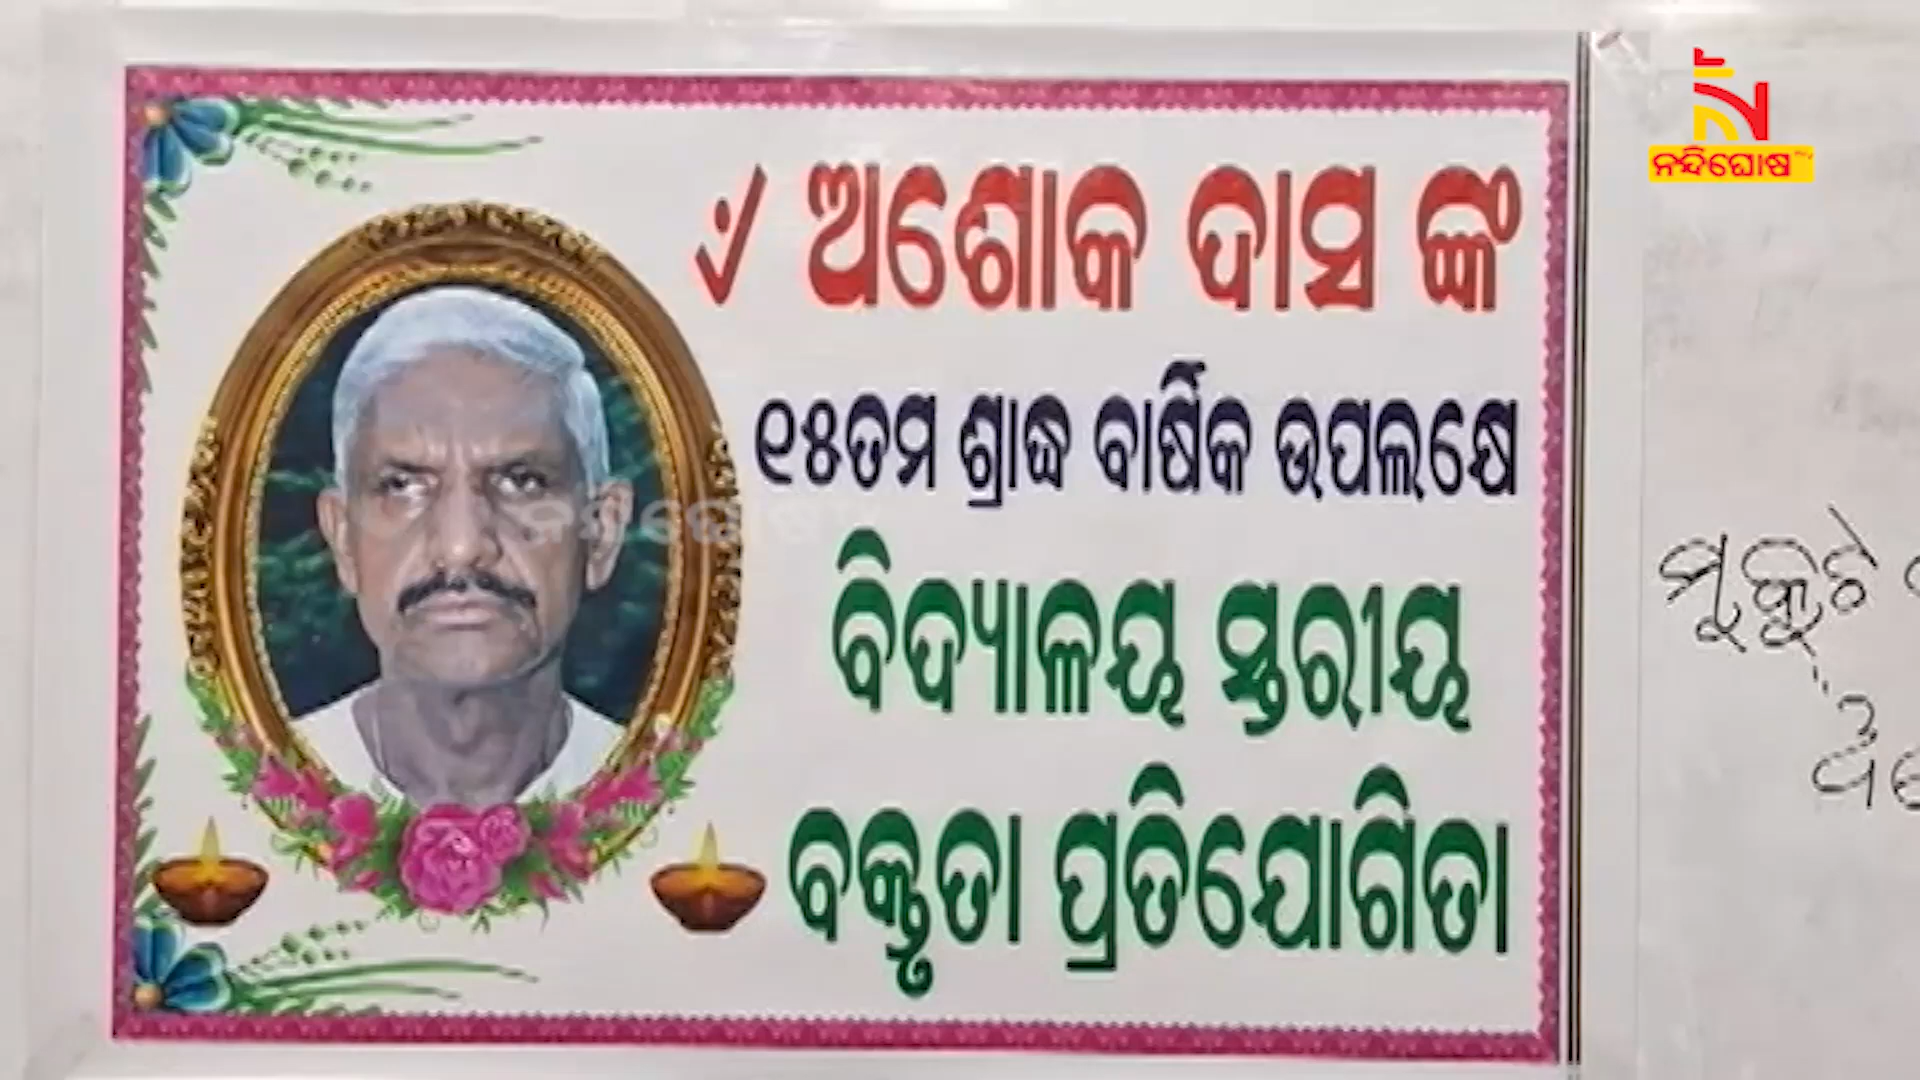 ନନ୍ଦିଘୋଷ
ସ୍ୱ ଅଶୋକ ଦାସ ଙ୍କ
୧୫ତମ ଶ୍ରାଦ୍ଧ ବାର୍ଷିକ ଉପଲକ୍ଷେ
ବିଦ୍ୟାଳୟ ସ୍ତରୀୟ
ବକ୍ତୃତା ପ୍ରତିଯୋଗିତା